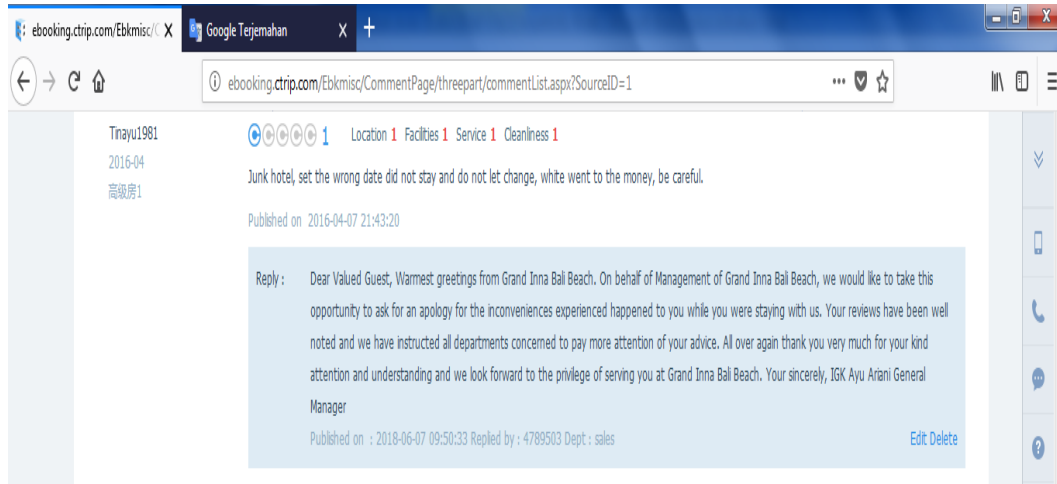 ebooking.ctrip.com/Ebkmisc/C X
Google Terjemahan X +
ebooking.ctrip.com/Ebkmisc/CommentPage/threepart/commentList.aspx?SourceID=1
Tinayu1981
2016-04
高级房1
1 Location 1 Facilities 1 Service 1 Cleanliness 1
Junk hotel, set the wrong date did not stay and do not let change, white went to the money, be careful.
Published on 2016-04-07 21:43:20
Reply : Dear Valued Guest, Warmest greetings from Grand Inna Bali Beach. On behalf of Management of Grand Inna Bali Beach, we would like to take this
opportunity to ask for an apology for the inconveniences experienced happened to you while you were staying with us. Your reviews have been well
noted and we have instructed all departments concerned to pay more attention of your advice. All over again thank you very much for your kind
attention and understanding and we look forward to the privilege of serving you at Grand Inna Bali Beach. Your sincerely, IGK Ayu Ariani General
Manager
Published on : 2018-06-07 09:50:33 Replied by : 4789503 Dept : sales Edit Delete